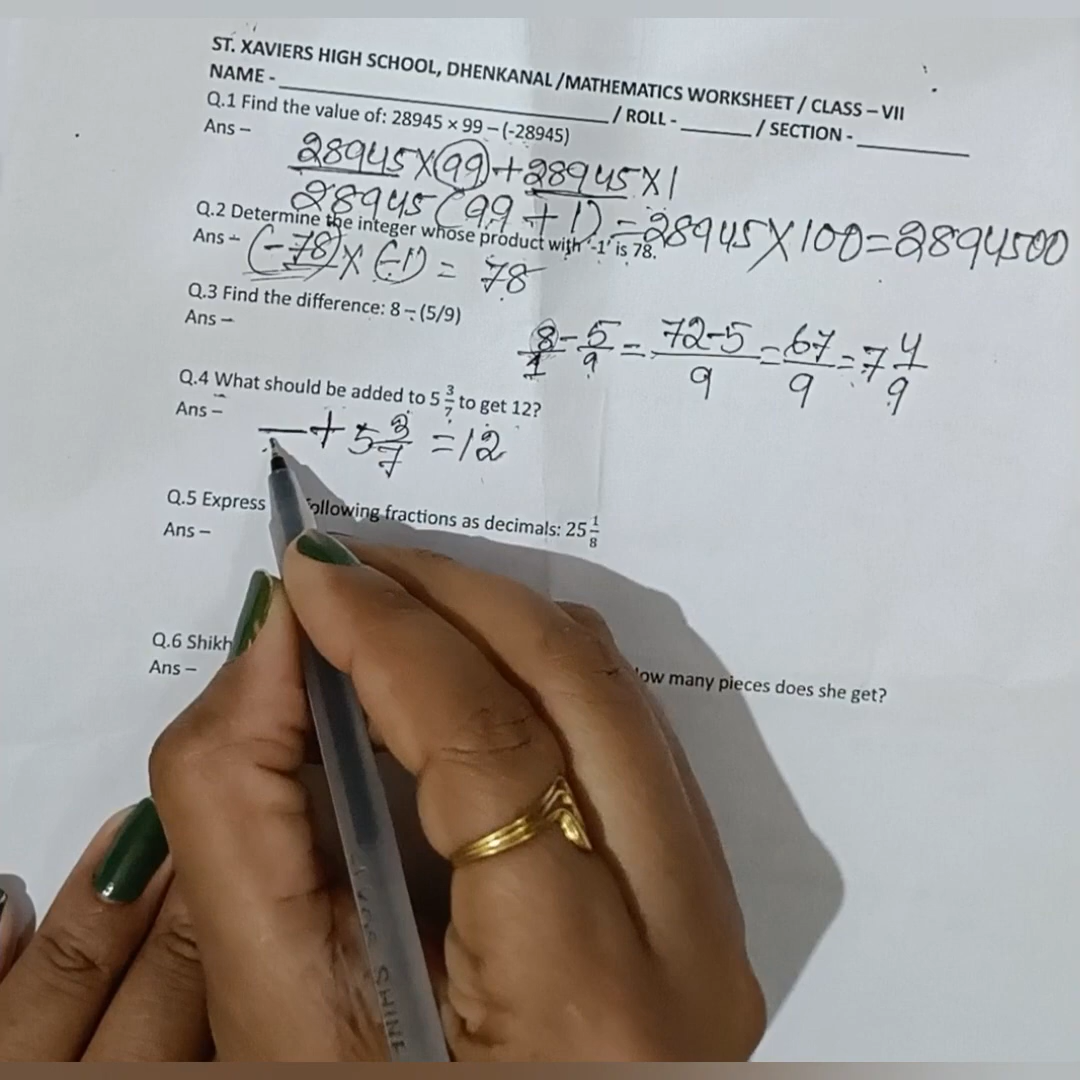 ST. XAVIERS HIGH SCHOOL, DHENKANAL /MATHEMATICS WORKSHEET / CLASS – VII
NAME - ____________________ / ROLL - ______ / SECTION - __________
Q.1 Find the value of: 28945 × 99 – (-28945)
Ans –
28945×99+28945×1
28945(99+1)=28945×100=2894500
Q.2 Determine the integer whose product with '-1' is 78.
Ans –
(-78)×(-1)= 78
Q.3 Find the difference: 8 – (5/9)
Ans –
8/1 - 5/9 = 72-5/9 = 67/9 = 7 4/9
Q.4 What should be added to 5 3/7 to get 12?
Ans –
— + 5 3/7 = 12
Q.5 Express following fractions as decimals: 25 1/8
Ans –
Q.6 Shikh ow many pieces does she get?
Ans –
SHINE